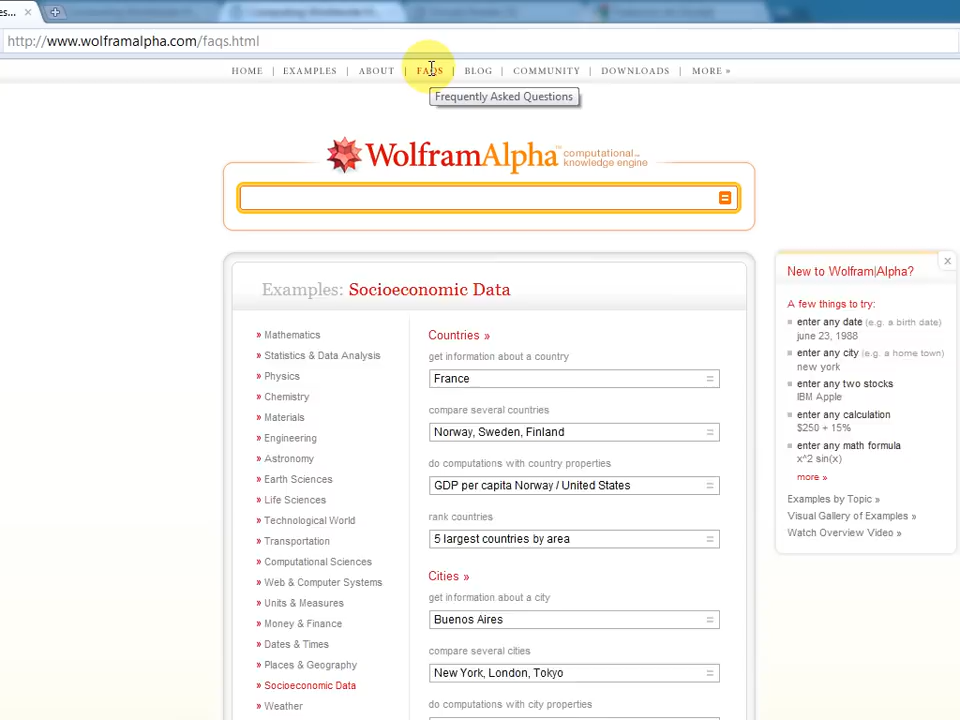 es...
http://www.wolframalpha.com/faqs.html
HOME | EXAMPLES | ABOUT | FAQS | BLOG | COMMUNITY | DOWNLOADS | MORE »
Frequently Asked Questions
WolframAlpha™ computational... knowledge engine
Examples: Socioeconomic Data
» Mathematics
» Statistics & Data Analysis
» Physics
» Chemistry
» Materials
» Engineering
» Astronomy
» Earth Sciences
» Life Sciences
» Technological World
» Transportation
» Computational Sciences
» Web & Computer Systems
» Units & Measures
» Money & Finance
» Dates & Times
» Places & Geography
» Socioeconomic Data
» Weather
Countries »
get information about a country
France
compare several countries
Norway, Sweden, Finland
do computations with country properties
GDP per capita Norway / United States
rank countries
5 largest countries by area
Cities »
get information about a city
Buenos Aires
compare several cities
New York, London, Tokyo
do computations with city properties
New to Wolfram|Alpha?
A few things to try:
enter any date (e.g. a birth date)
june 23, 1988
enter any city (e.g. a home town)
new york
enter any two stocks
IBM Apple
enter any calculation
$250 + 15%
enter any math formula
x^2 sin(x)
more »
Examples by Topic »
Visual Gallery of Examples »
Watch Overview Video »